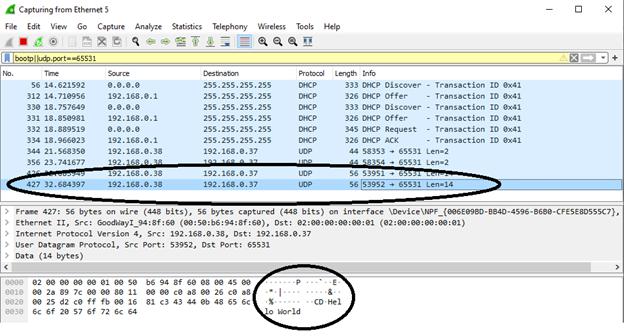 Capturing from Ethernet 5
File Edit View Go Capture Analyze Statistics Telephony Wireless Tools Help
bootp||udp.port==65531
No. Time Source Destination Protocol Length Info
56 14.621592 0.0.0.0 255.255.255.255 DHCP 333 DHCP Discover - Transaction ID 0x41
312 14.710956 192.168.0.1 255.255.255.255 DHCP 326 DHCP Offer - Transaction ID 0x41
330 18.757649 0.0.0.0 255.255.255.255 DHCP 333 DHCP Discover - Transaction ID 0x41
331 18.850981 192.168.0.1 255.255.255.255 DHCP 326 DHCP Offer - Transaction ID 0x41
332 18.889519 0.0.0.0 255.255.255.255 DHCP 345 DHCP Request - Transaction ID 0x41
334 18.966023 192.168.0.1 255.255.255.255 DHCP 326 DHCP ACK - Transaction ID 0x41
344 21.568350 192.168.0.38 192.168.0.37 UDP 44 58353 → 65531 Len=2
356 23.741677 192.168.0.38 192.168.0.37 UDP 44 58354 → 65531 Len=2
192.168.0.38 192.168.0.37 UDP 56 53951 → 65531
427 32.684397 192.168.0.38 192.168.0.37 UDP 56 53952 → 65531 Len=14
Frame 427: 56 bytes on wire (448 bits), 56 bytes captured (448 bits) on interface \Device\NPF_{006E09BD-BB4D-4596-B6B0-CFE5E8D555C7},
Ethernet II, Src: GoodWayI_94:8f:60 (00:50:b6:94:8f:60), Dst: 02:00:00:00:00:01 (02:00:00:00:00:01)
Internet Protocol Version 4, Src: 192.168.0.38, Dst: 192.168.0.37
User Datagram Protocol, Src Port: 53952, Dst Port: 65531
Data (14 bytes)
0000 02 00 00 00 00 01 00 50 b6 94 8f 60 08 00 45 00 ·······P ···`··E·
0010 00 2a 89 7c 00 00 80 11 00 00 c0 a8 00 26 c0 a8 ·*·|···· ·····&··
0020 00 25 d2 c0 ff fb 00 16 81 c3 43 44 0b 48 65 6c ·%······ ··CD·Hel
0030 6c 6f 20 57 6f 72 6c 64 lo World